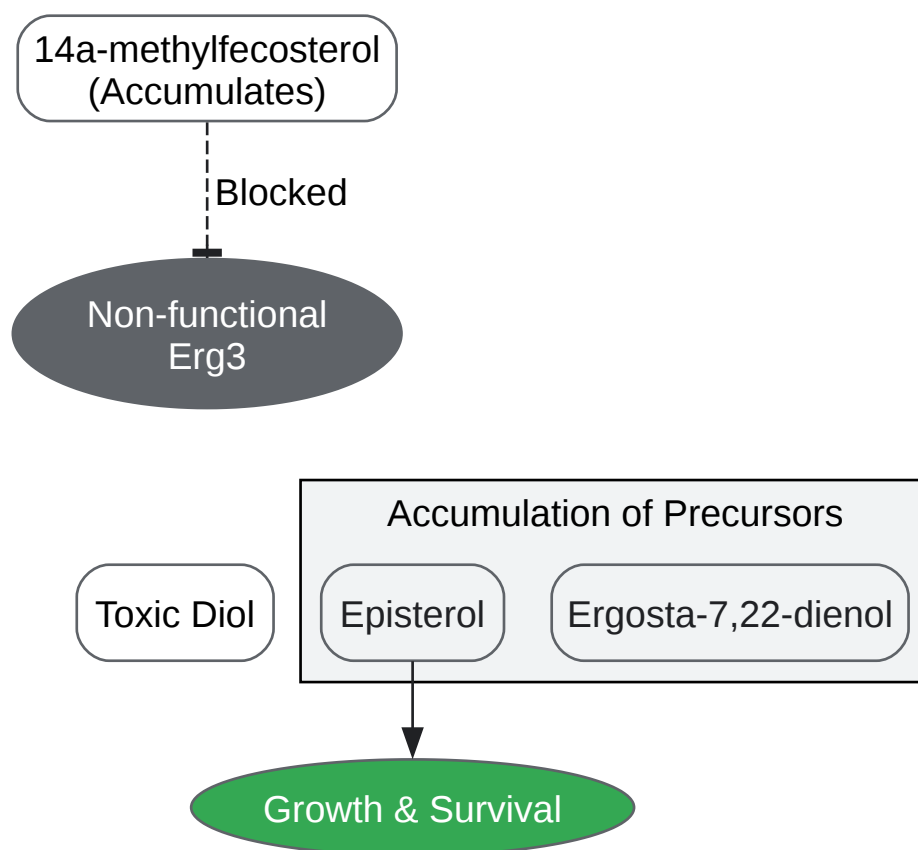 14a-methylfecosterol
(Accumulates)
Blocked
Non-functional
Erg3
Accumulation of Precursors
Toxic Diol
Episterol
Ergosta-7,22-dienol
Growth & Survival